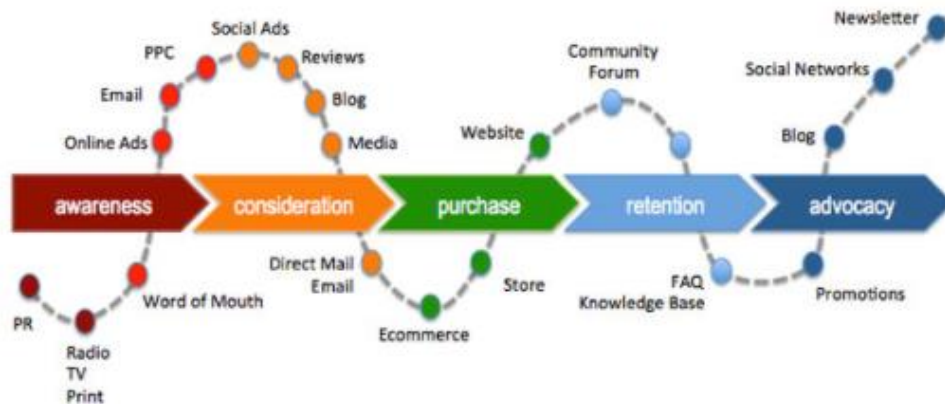 Newsletter
Social Ads
PPC
Reviews
Community
Forum
Social Networks
Email
Blog
Online Ads
Media
Website
Blog
awareness
consideration
purchase
retention
advocacy
Direct Mail
Email
Store
FAQ
Knowledge Base
Promotions
PR
Word of Mouth
Ecommerce
Radio
TV
Print